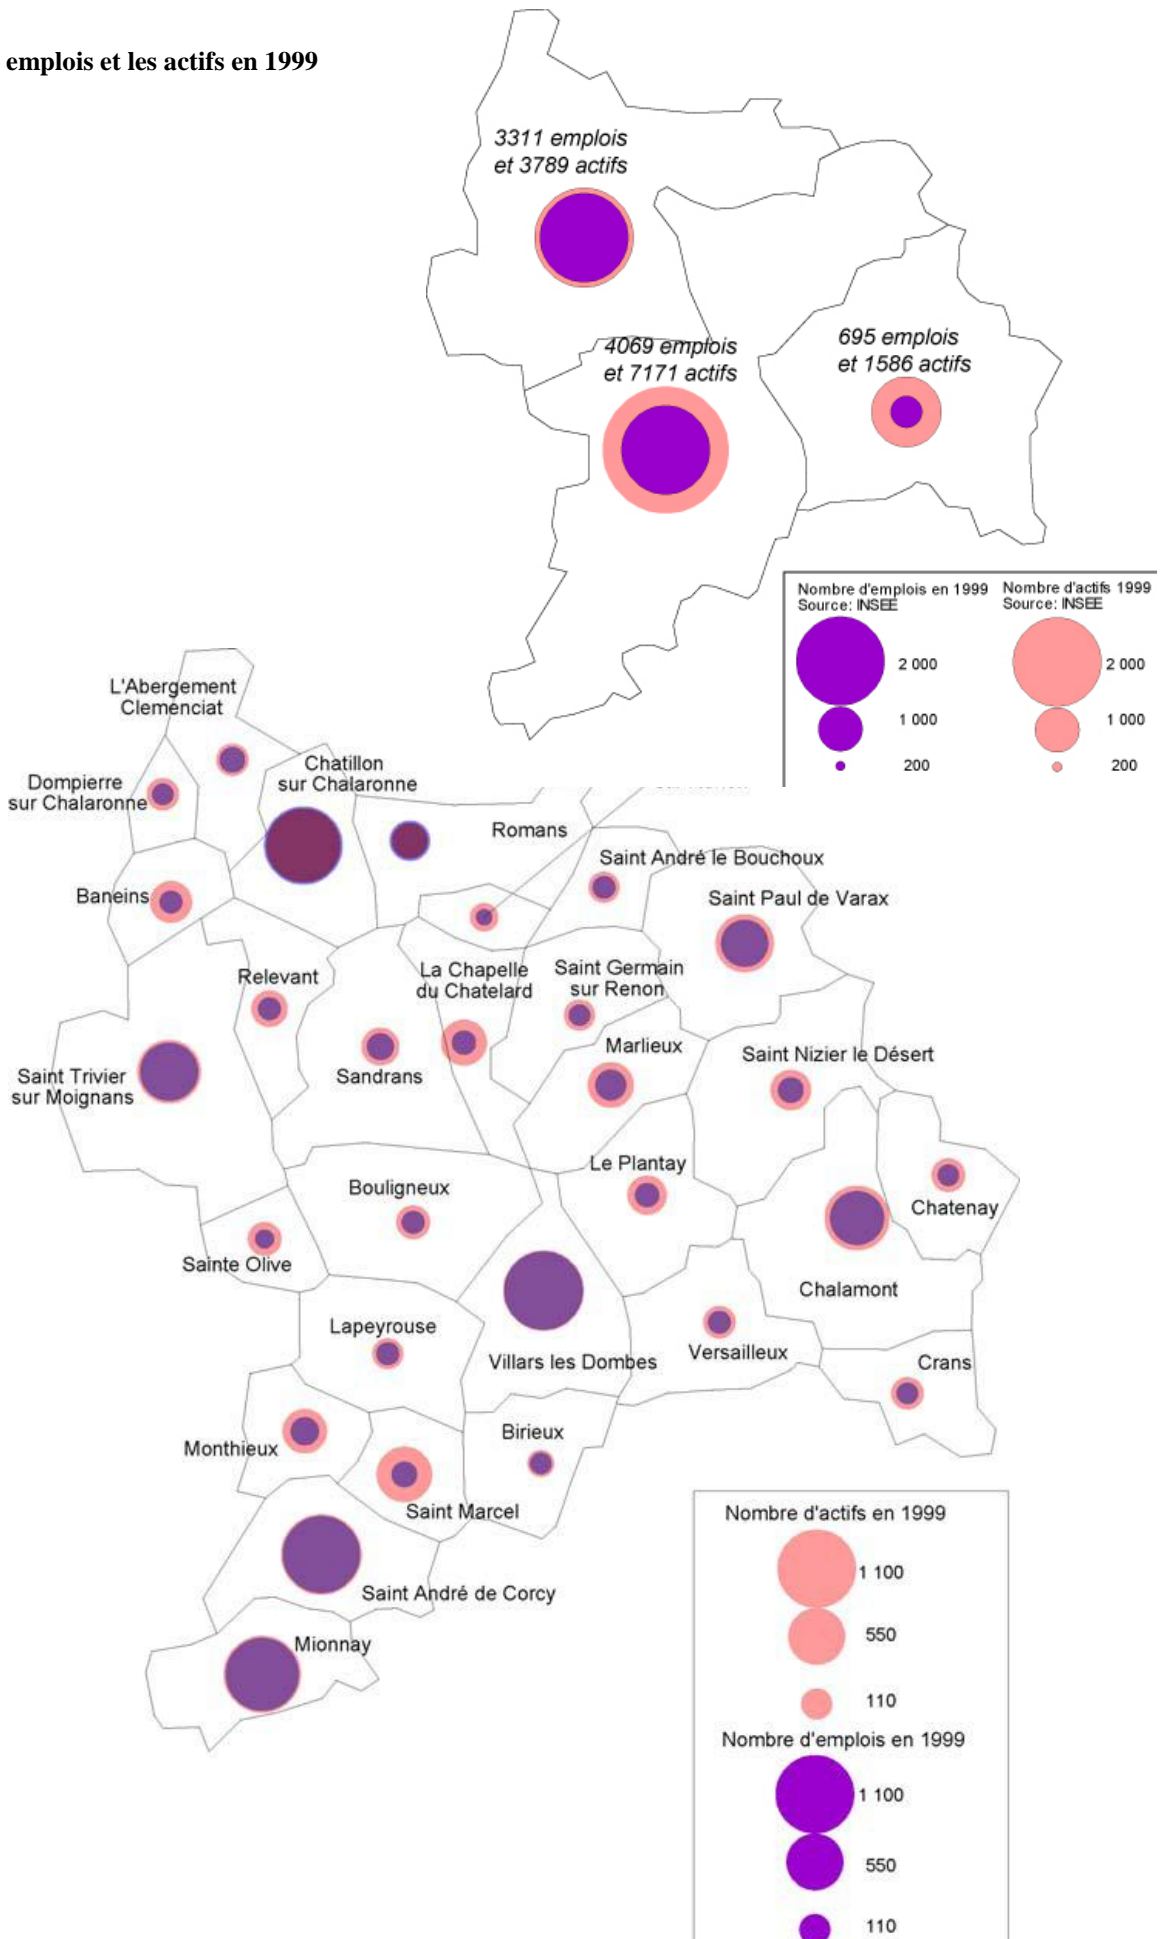 emplois et les actifs en 1999
3311 emplois
et 3789 actifs
4069 emplois
et 7171 actifs
695 emplois
et 1586 actifs
Nombre d'emplois en 1999
Source: INSEE
2 000
1 000
200
Nombre d'actifs 1999
Source: INSEE
2 000
1 000
200
L'Abergement
Clemenciat
Dompierre
sur Chalaronne
Chatillon
sur Chalaronne
Romans
Saint André le Bouchoux
Baneins
Saint Paul de Varax
Relevant
La Chapelle
du Chatelard
Saint Germain
sur Renon
Marlieux
Saint Nizier le Désert
Saint Trivier
sur Moignans
Sandrans
Le Plantay
Bouligneux
Chatenay
Sainte Olive
Chalamont
Lapeyrouse
Villars les Dombes
Versailleux
Crans
Monthieux
Birieux
Saint Marcel
Saint André de Corcy
Mionnay
Nombre d'actifs en 1999
1 100
550
110
Nombre d'emplois en 1999
1 100
550
110